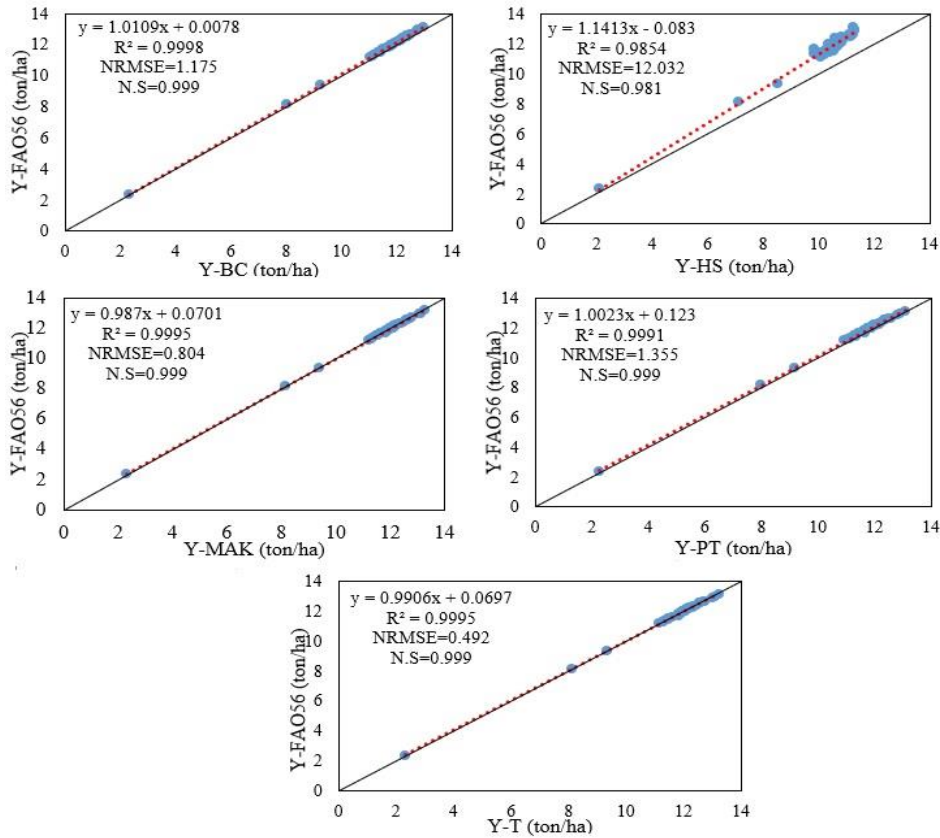 y = 1.0109x + 0.0078
R² = 0.9998
NRMSE=1.175
N.S=0.999
Y-FAO56 (ton/ha)
14
12
10
8
6
4
2
0
0 2 4 6 8 10 12 14
Y-BC (ton/ha)
y = 1.1413x - 0.083
R² = 0.9854
NRMSE=12.032
N.S=0.981
Y-FAO56 (ton/ha)
14
12
10
8
6
4
2
0
0 2 4 6 8 10 12 14
Y-HS (ton/ha)
y = 0.987x + 0.0701
R² = 0.9995
NRMSE=0.804
N.S=0.999
Y-FAO56 (ton/ha)
14
12
10
8
6
4
2
0
0 2 4 6 8 10 12 14
Y-MAK (ton/ha)
y = 1.0023x + 0.123
R² = 0.9991
NRMSE=1.355
N.S=0.999
Y-FAO56 (ton/ha)
14
12
10
8
6
4
2
0
0 2 4 6 8 10 12 14
Y-PT (ton/ha)
y = 0.9906x + 0.0697
R² = 0.9995
NRMSE=0.492
N.S=0.999
Y-FAO56 (ton/ha)
14
12
10
8
6
4
2
0
0 2 4 6 8 10 12 14
Y-T (ton/ha)